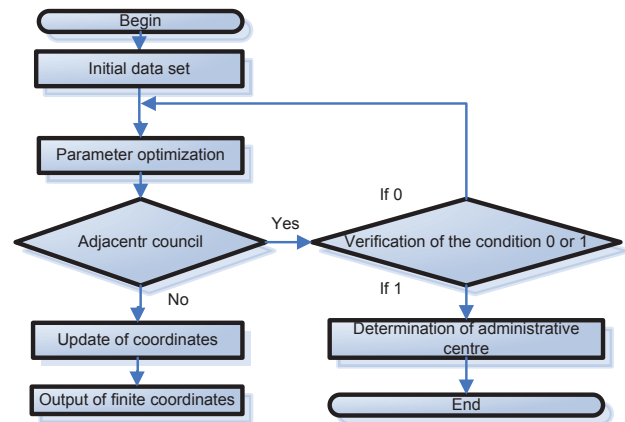 Begin
Initial data set
Parameter optimization
If 0
Adjacentr council
Yes
Verification of the condition 0 or 1
No
If 1
Update of coordinates
Determination of administrative
centre
Output of finite coordinates
End